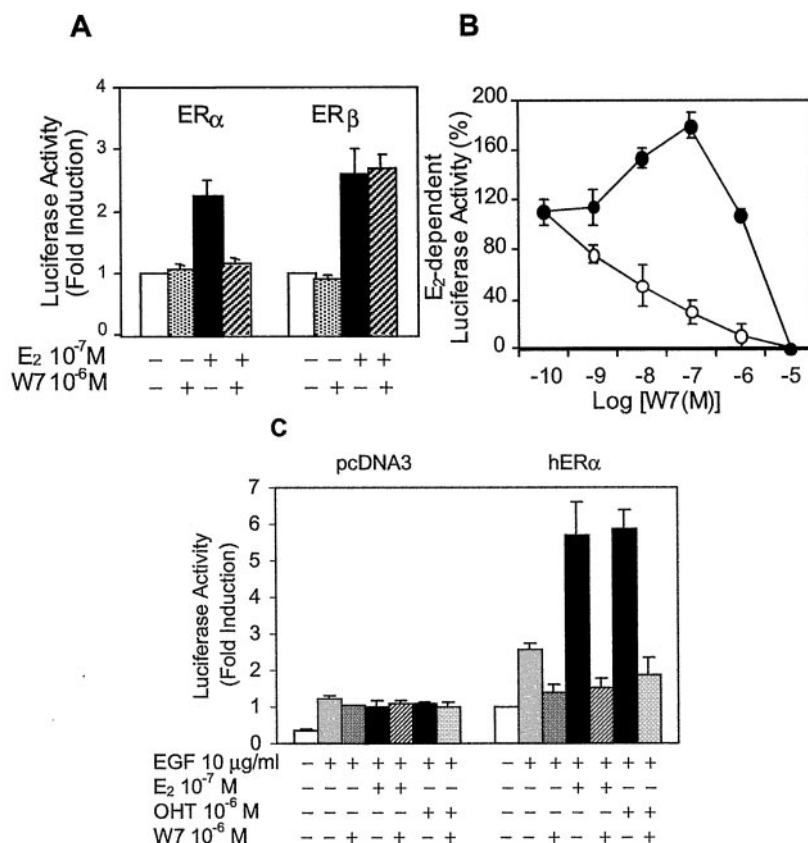 A
B
4
3
2
1
0
Luciferase Activity
(Fold Induction)
ERα
ERβ
E₂ 10⁻⁷M − − + + − − + +
W7 10⁻⁶M − + − + − + − +
200
160
120
80
40
0
E₂-dependent
Luciferase Activity (%)
-10 -9 -8 -7 -6 -5
Log [W7(M)]
C
pcDNA3
hERα
7
6
5
4
3
2
1
0
Luciferase Activity
(Fold Induction)
EGF 10 µg/ml − + + + + + + − + + + + + +
E₂ 10⁻⁷ M − − − + + − − − − − + + − −
OHT 10⁻⁶ M − − − − − + + − − − − − + +
W7 10⁻⁶ M − − + − + − + − − + − + − +